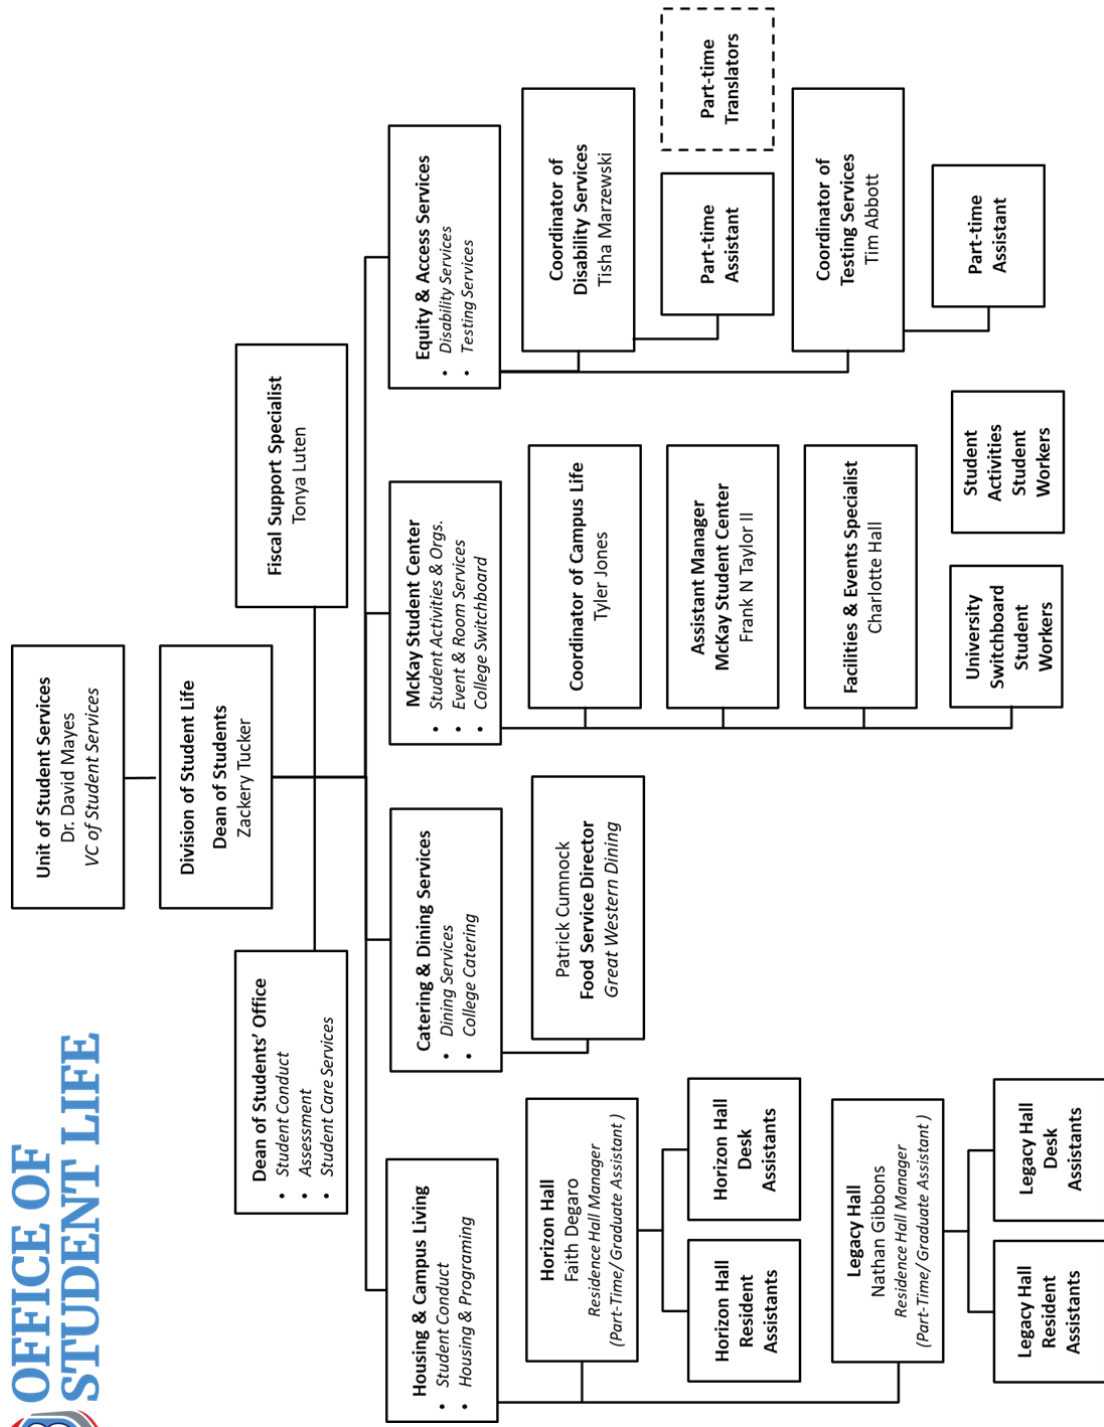 OFFICE OF
STUDENT LIFE
Unit of Student Services
Dr. David Mayes
VC of Student Services
Division of Student Life
Dean of Students
Zackery Tucker
Dean of Students' Office
• Student Conduct
• Assessment
• Student Care Services
Fiscal Support Specialist
Tonya Luten
Housing & Campus Living
• Student Conduct
• Housing & Programing
Horizon Hall
Faith Degaro
Residence Hall Manager
(Part-Time/Graduate Assistant )
Horizon Hall
Resident
Assistants
Horizon Hall
Desk
Assistants
Legacy Hall
Nathan Gibbons
Residence Hall Manager
(Part-Time/Graduate Assistant )
Legacy Hall
Resident
Assistants
Legacy Hall
Desk
Assistants
Catering & Dining Services
• Dining Services
• College Catering
Patrick Cumnock
Food Service Director
Great Western Dining
McKay Student Center
• Student Activities & Orgs.
• Event & Room Services
• College Switchboard
Coordinator of Campus Life
Tyler Jones
Assistant Manager
McKay Student Center
Frank N Taylor II
Facilities & Events Specialist
Charlotte Hall
University
Switchboard
Student
Workers
Student
Activities
Student
Workers
Equity & Access Services
• Disability Services
• Testing Services
Coordinator of
Disability Services
Tisha Marzewski
Part-time
Assistant
Part-time
Translators
Coordinator of
Testing Services
Tim Abbott
Part-time
Assistant